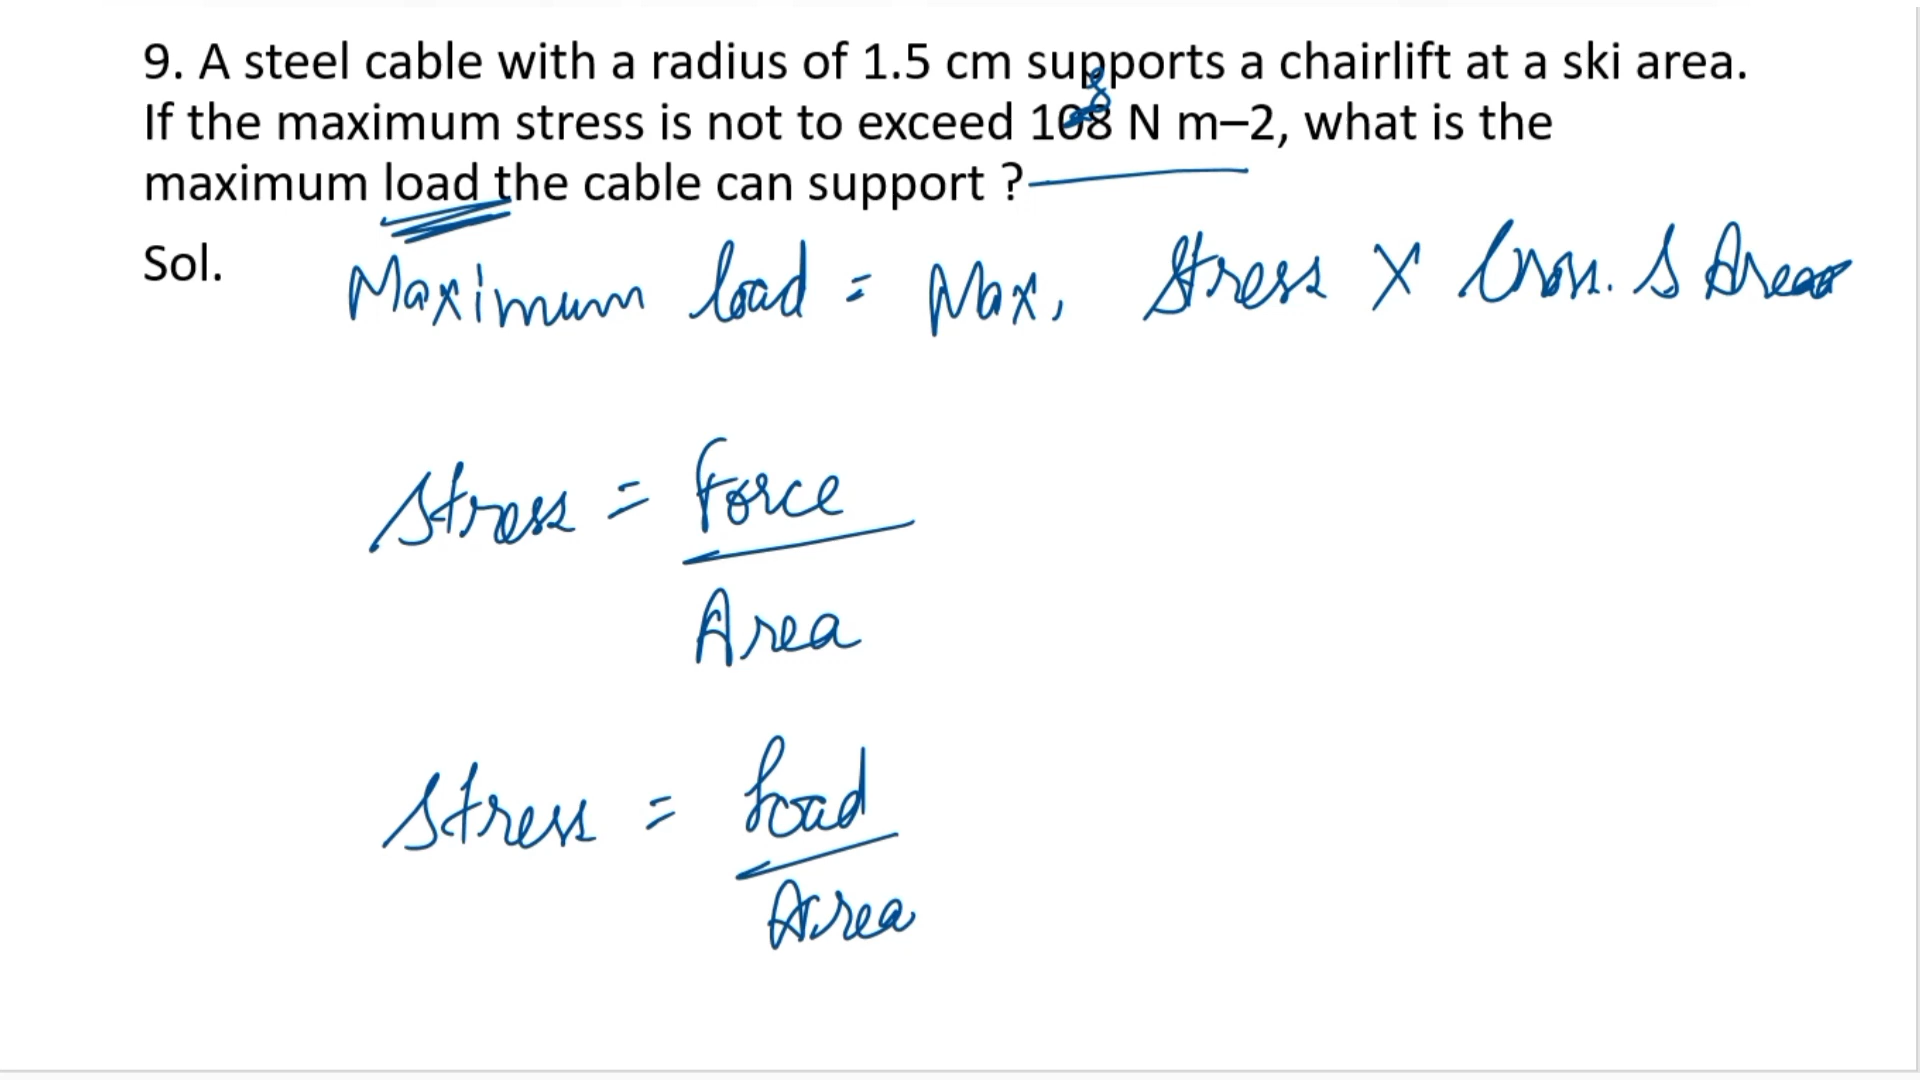 9. A steel cable with a radius of 1.5 cm supports a chairlift at a ski area.
If the maximum stress is not to exceed 108 N m–2, what is the
maximum load the cable can support ?
Sol.
Maximum load = Max. Stress X Cross. S Area
Stress = Force
Area
Stress = load
Area